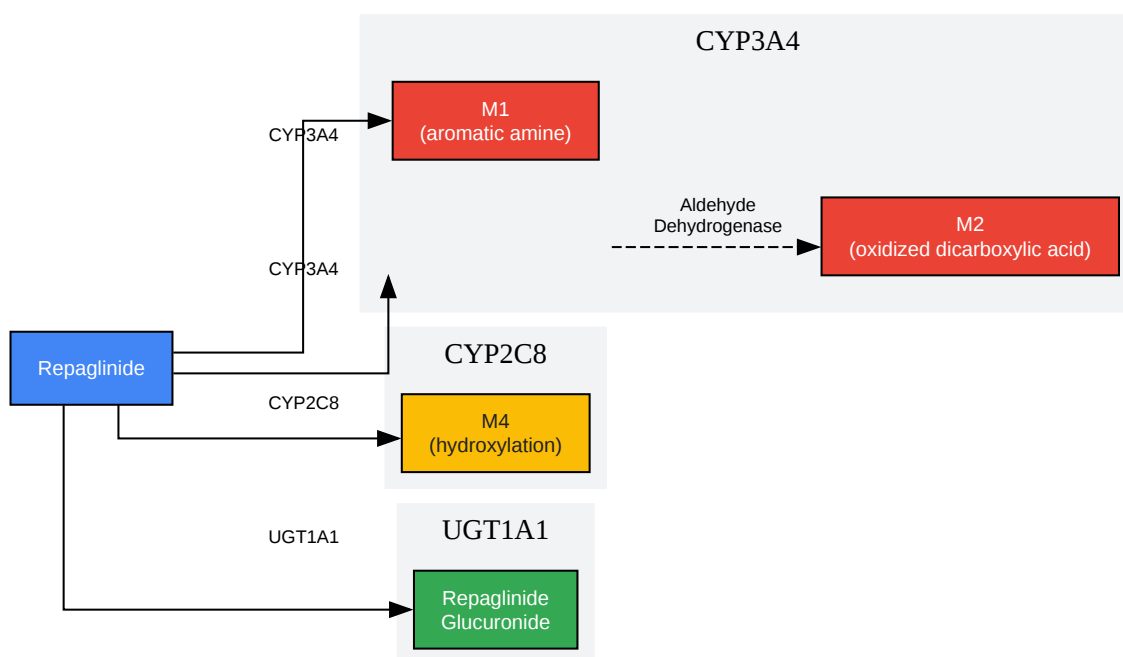 CYP3A4
M1
(aromatic amine)
CYP3A4
Aldehyde
Dehydrogenase
M2
(oxidized dicarboxylic acid)
CYP3A4
Repaglinide
CYP2C8
CYP2C8
M4
(hydroxylation)
UGT1A1
UGT1A1
Repaglinide
Glucuronide